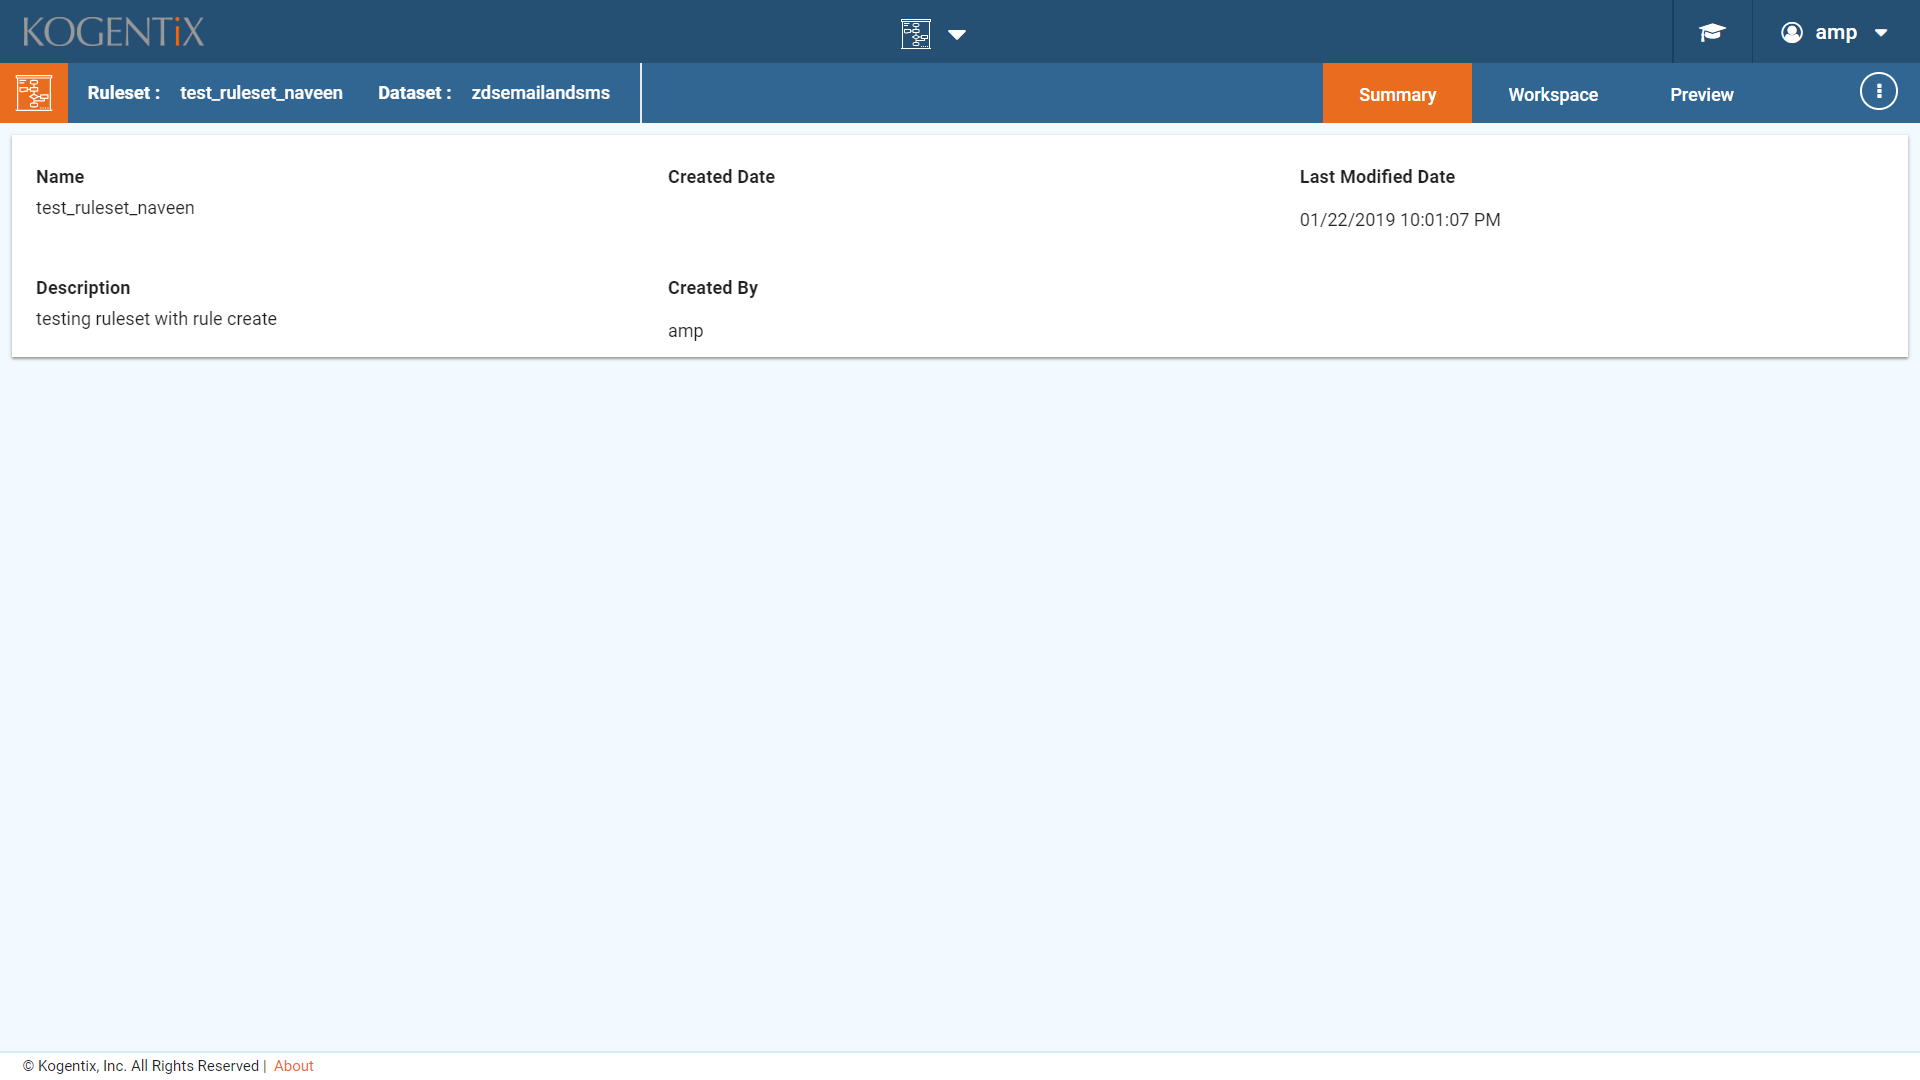 KOGENTiX
amp
Ruleset : test_ruleset_naveen Dataset : zdsemailandsms
Summary Workspace Preview
Name Created Date Last Modified Date
test_ruleset_naveen
01/22/2019 10:01:07 PM
Description Created By
testing ruleset with rule create
amp
© Kogentix, Inc. All Rights Reserved | About